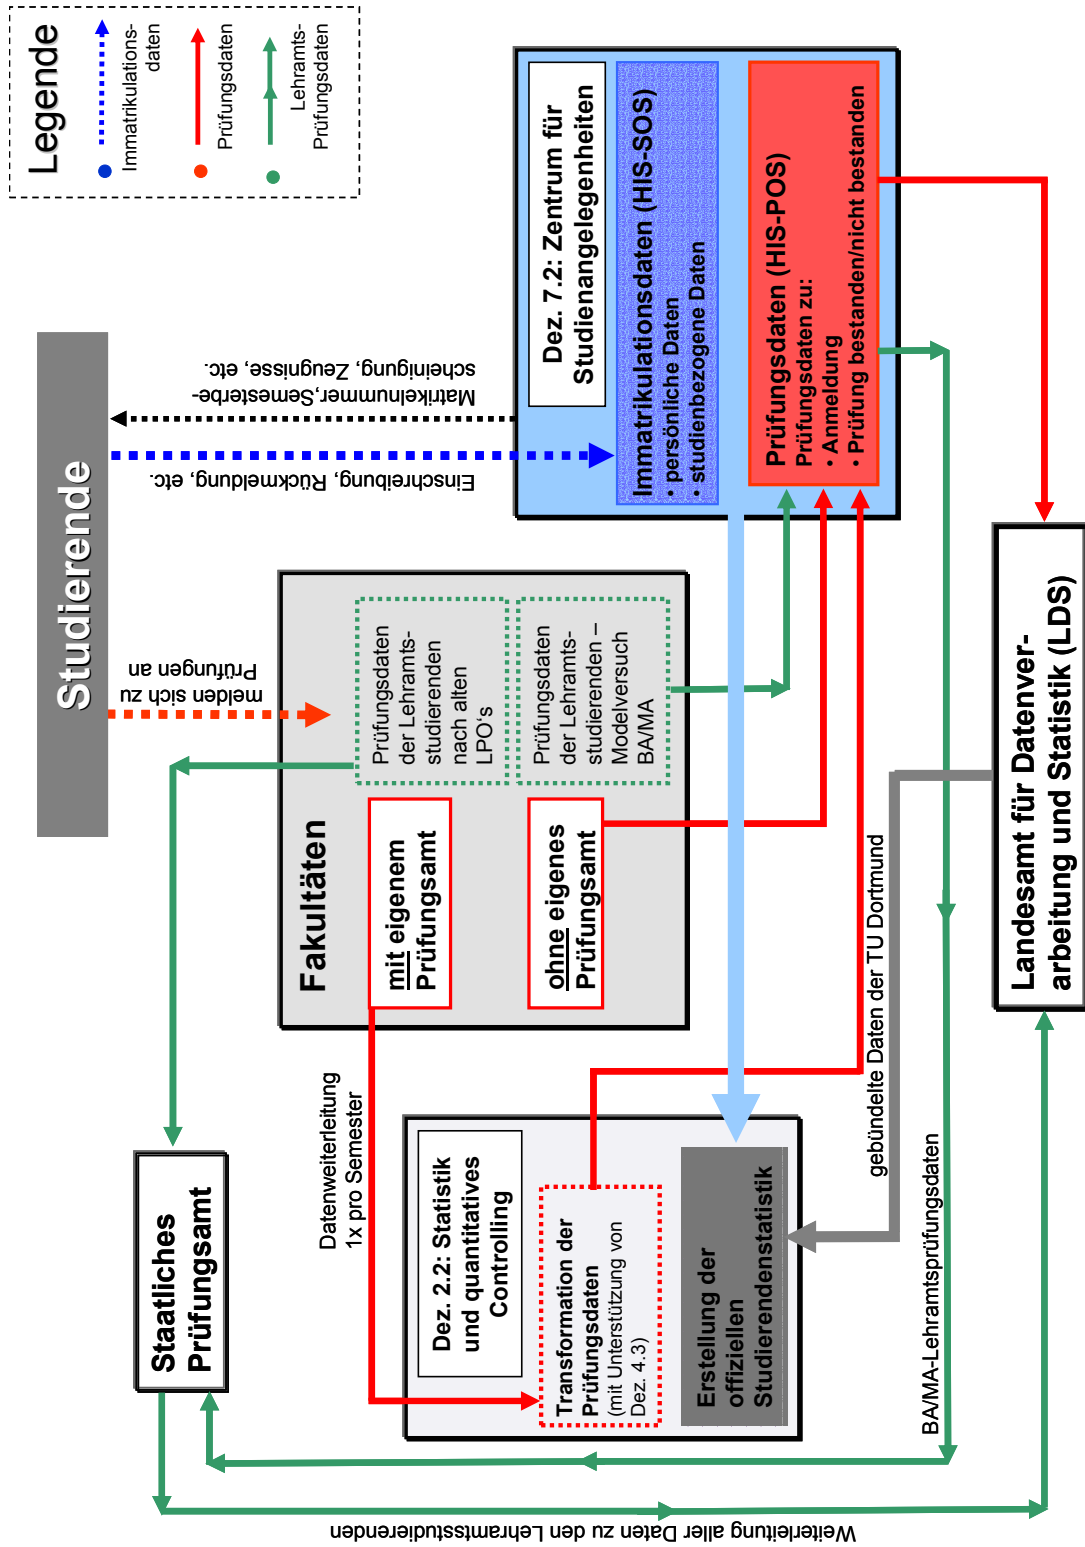 Legende
Immatrikulations-
daten
Prüfungsdaten
Lehramts-
Prüfungsdaten
Studierende
melden sich zu
Prüfungen an
Einschreibung, Rückmeldung, etc.
Matrikelnummer,Semesterbe-
scheinigung, Zeugnisse, etc.
Staatliches
Prüfungsamt
Fakultäten
mit eigenem
Prüfungsamt
Prüfungsdaten
der Lehramts-
studierenden
nach alten
LPO‘s
ohne eigenes
Prüfungsamt
Prüfungsdaten
der Lehramts-
studierenden –
Modelversuch
BA/MA
Dez. 7.2: Zentrum für
Studienangelegenheiten
Immatrikulationsdaten (HIS-SOS)
• persönliche Daten
• studienbezogene Daten
Prüfungsdaten (HIS-POS)
Prüfungsdaten zu:
• Anmeldung
• Prüfung bestanden/nicht bestanden
Datenweiterleitung
1x pro Semester
Dez. 2.2: Statistik
und quantitatives
Controlling
Transformation der
Prüfungsdaten
(mit Unterstützung von
Dez. 4.3)
Erstellung der
offiziellen
Studierendenstatistik
gebündelte Daten der TU Dortmund
BA/MA-Lehramtsprüfungsdaten
Landesamt für Datenver-
arbeitung und Statistik (LDS)
Weiterleitung aller Daten zu den Lehramtsstudierenden